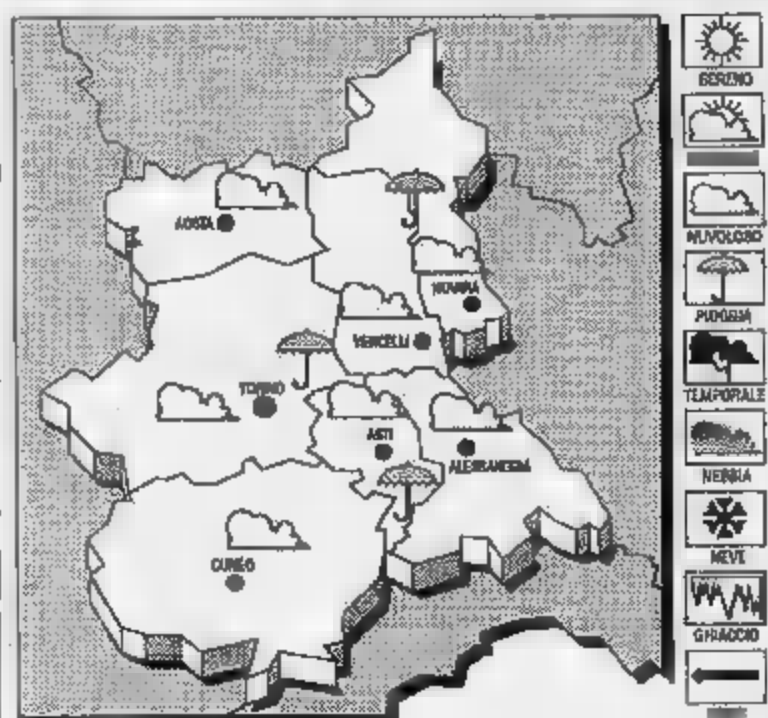 SERENO
NUVOLOSO
PIOGGIA
TEMPORALE
NEBBIA
NEVE
GHIACCIO
AOSTA
NOVARA
VERCELLI
TORINO
ASTI
ALESSANDRIA
CUNEO